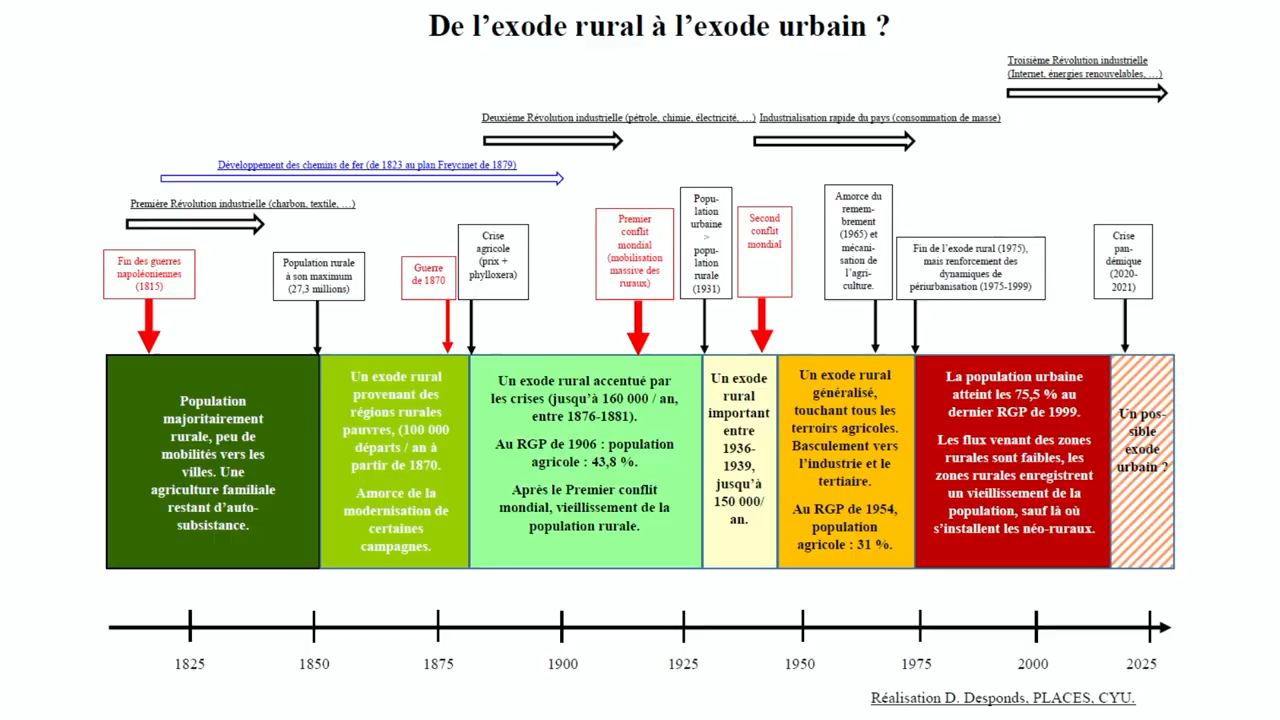 De l’exode rural à l’exode urbain ?
Troisième Révolution industrielle
(Internet, énergies renouvelables, …)
Deuxième Révolution industrielle (pétrole, chimie, électricité, …)
Industrialisation rapide du pays (consommation de masse)
Développement des chemins de fer (de 1823 au plan Freycinet de 1879)
Première Révolution industrielle (charbon, textile, …)
Fin des guerres
napoléoniennes
(1815)
Population rurale
à son maximum
(27,3 millions)
Guerre
de 1870
Crise
agricole
(prix +
phylloxera)
Premier
conflit
mondial
(mobilisation
massive des
ruraux)
Popu-
lation
urbaine
>
popu-
lation
rurale
(1931)
Second
conflit
mondial
Amorce du
remem-
brement
(1965) et
mécani-
sation de
l’agri-
culture.
Fin de l’exode rural (1975),
mais renforcement des
dynamiques de
périurbanisation (1975-1999)
Crise
pan-
démique
(2020-
2021)
Population
majoritairement
rurale, peu de
mobilités vers les
villes. Une
agriculture familiale
restant d’auto-
subsistance.
Un exode rural
provenant des
régions rurales
pauvres, (100 000
départs / an à
partir de 1870.
Amorce de la
modernisation de
certaines
campagnes.
Un exode rural accentué par
les crises (jusqu’à 160 000 / an,
entre 1876-1881).
Au RGP de 1906 : population
agricole : 43,8 %.
Après le Premier conflit
mondial, vieillissement de la
population rurale.
Un exode
rural
important
entre
1936-
1939,
jusqu’à
150 000/
an.
Un exode rural
généralisé,
touchant tous les
terroirs agricoles.
Basculement vers
l’industrie et le
tertiaire.
Au RGP de 1954,
population
agricole : 31 %.
La population urbaine
atteint les 75,5 % au
dernier RGP de 1999.
Les flux venant des zones
rurales sont faibles, les
zones rurales enregistrent
un vieillissement de la
population, sauf là où
s’installent les néo-ruraux.
Un pos-
sible
exode
urbain ?
1825
1850
1875
1900
1925
1950
1975
2000
2025
Réalisation D. Desponds, PLACES, CYU.